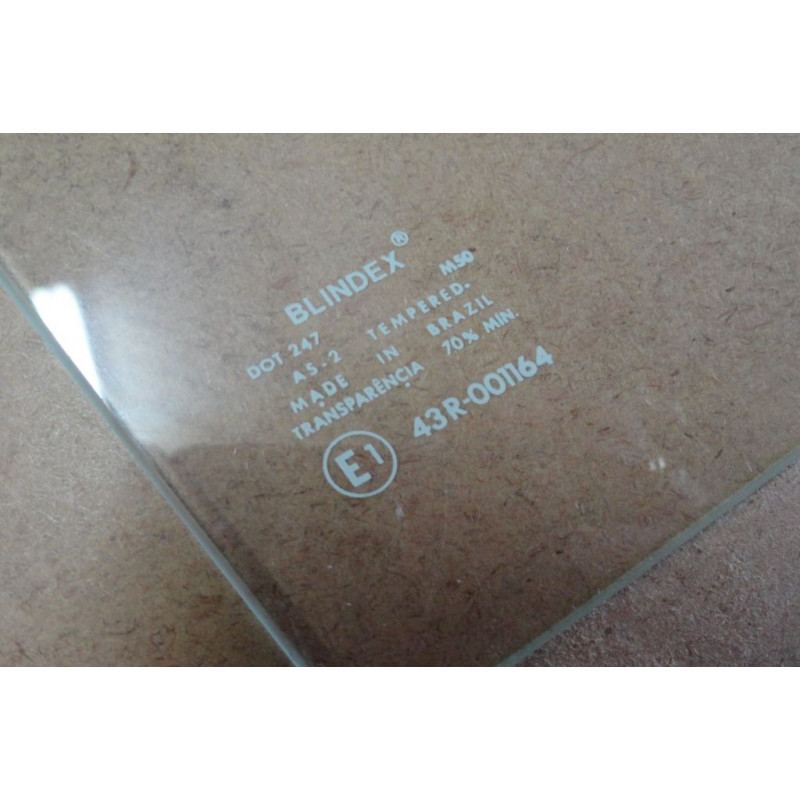 BLINDEX®
DOT 247 M50
AS-2 TEMPERED.
MADE IN BRAZIL
TRANSPARÊNCIA 70% MIN.
E1 43R-001164